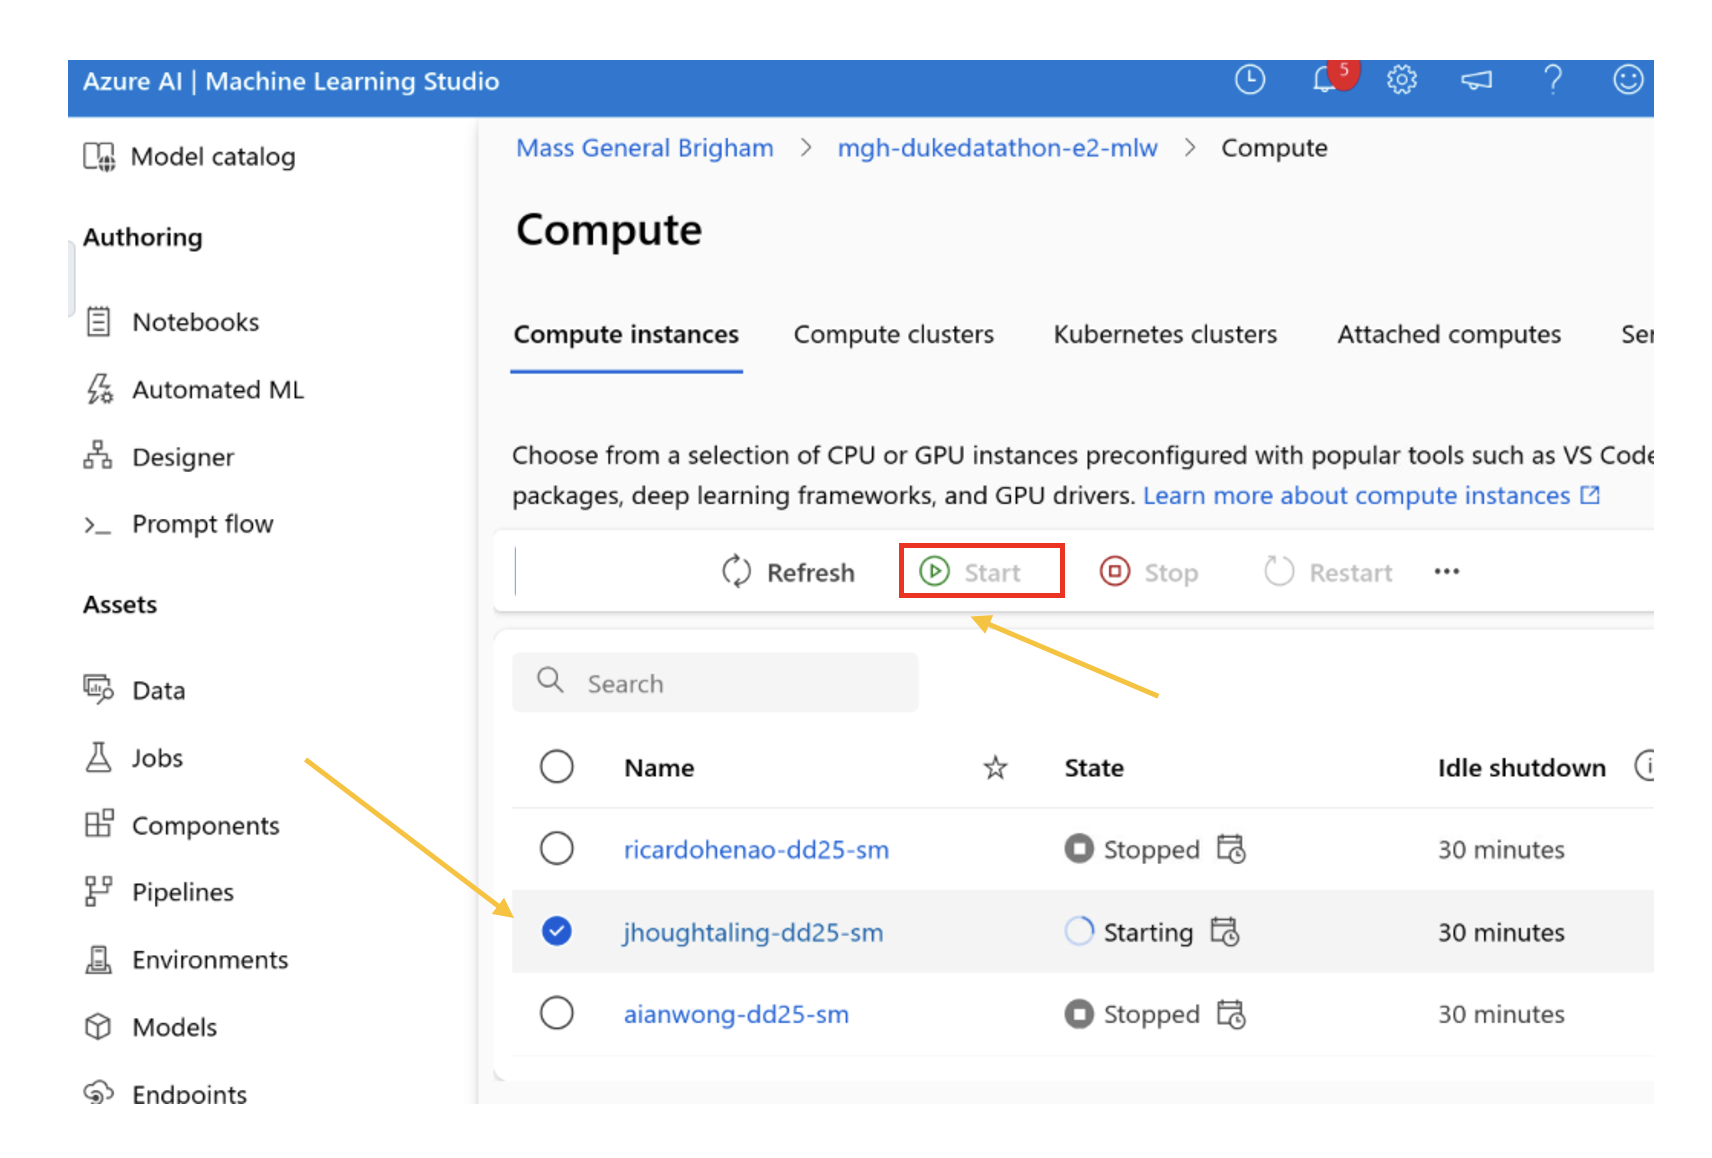 Azure AI | Machine Learning Studio
5
Model catalog
Authoring
Notebooks
Automated ML
Designer
Prompt flow
Assets
Data
Jobs
Components
Pipelines
Environments
Models
Endpoints
Mass General Brigham > mgh-dukedatathon-e2-mlw > Compute
Compute
Compute instances Compute clusters Kubernetes clusters Attached computes Ser
Choose from a selection of CPU or GPU instances preconfigured with popular tools such as VS Code
packages, deep learning frameworks, and GPU drivers. Learn more about compute instances
Refresh Start Stop Restart ...
Search
Name State Idle shutdown
ricardohenao-dd25-sm Stopped 30 minutes
jhoughtaling-dd25-sm Starting 30 minutes
aianwong-dd25-sm Stopped 30 minutes